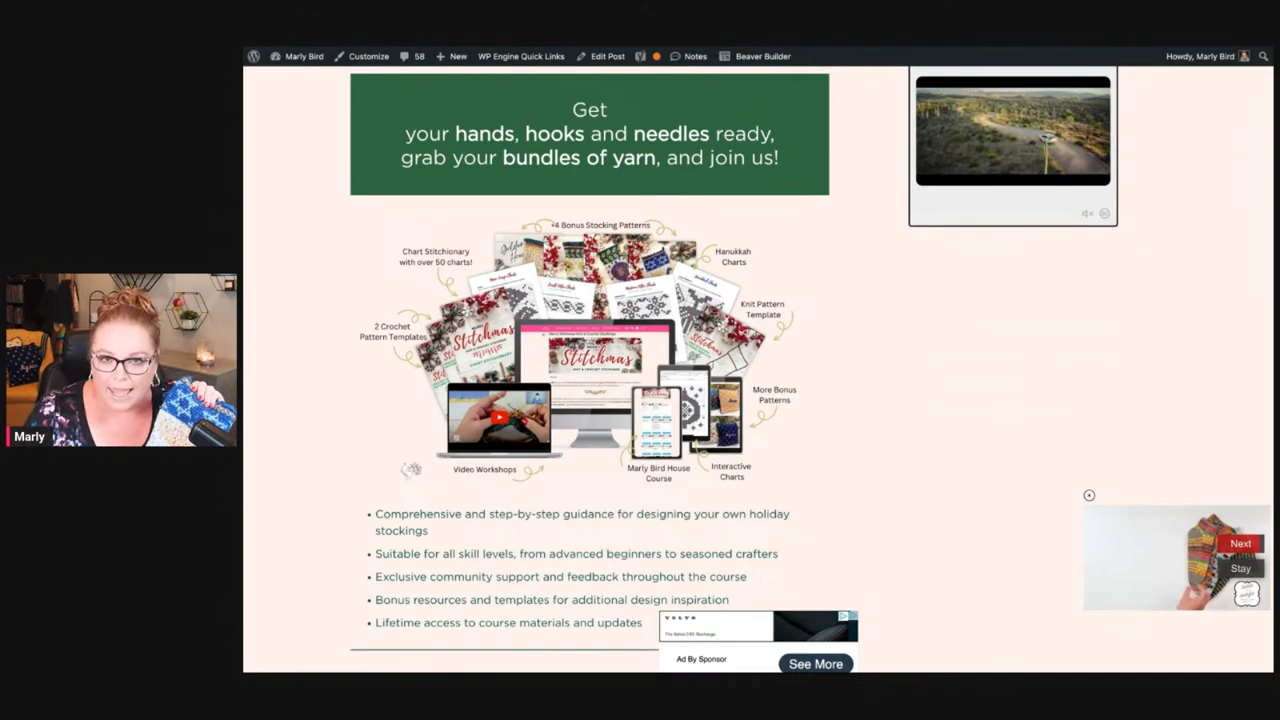 Marly Bird
Customize
58
New
WP Engine Quick Links
Edit Post
Notes
Beaver Builder
Howdy, Marly Bird
Get
your hands, hooks and needles ready,
grab your bundles of yarn, and join us!
+4 Bonus Stocking Patterns
Chart Stitchionary
with over 50 charts!
Hanukkah
Charts
Knit Pattern
Template
2 Crochet
Pattern Templates
Stitchmas
Stitchmas
More Bonus
Patterns
Video Workshops
Marly Bird House
Course
Interactive
Charts
Marly
• Comprehensive and step-by-step guidance for designing your own holiday
stockings
• Suitable for all skill levels, from advanced beginners to seasoned crafters
• Exclusive community support and feedback throughout the course
• Bonus resources and templates for additional design inspiration
• Lifetime access to course materials and updates
Next
Stay
VOLVO
The Volvo C40 Recharge
Ad By Sponsor
See More